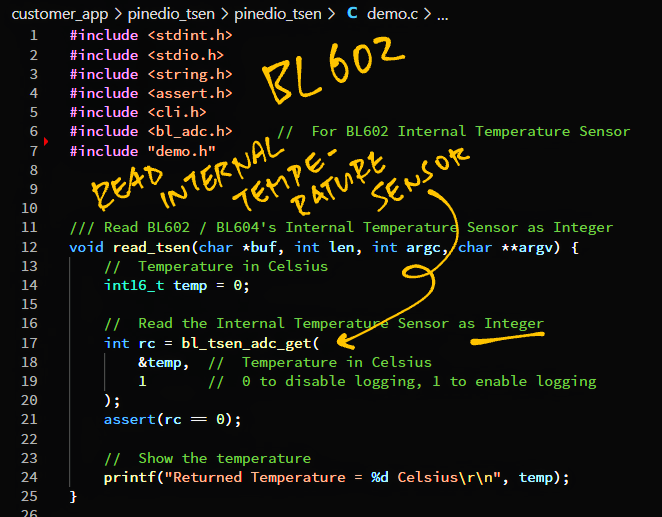 customer_app > pinedio_tsen > pinedio_tsen > C demo.c > ...
1 #include <stdint.h>
2 #include <stdio.h>
3 #include <string.h>
4 #include <assert.h>
5 #include <cli.h>
6 #include <bl_adc.h>     //  For BL602 Internal Temperature Sensor
7 #include "demo.h"
8
9
10
BL602
READ INTERNAL TEMPE-
RATURE SENSOR
11 /// Read BL602 / BL604's Internal Temperature Sensor as Integer
12 void read_tsen(char *buf, int len, int argc, char **argv) {
13     //  Temperature in Celsius
14     int16_t temp = 0;
15
16     //  Read the Internal Temperature Sensor as Integer
17     int rc = bl_tsen_adc_get(
18         &temp,  //  Temperature in Celsius
19         1       //  0 to disable logging, 1 to enable logging
20     );
21     assert(rc == 0);
22
23     //  Show the temperature
24     printf("Returned Temperature = %d Celsius\r\n", temp);
25 }
26